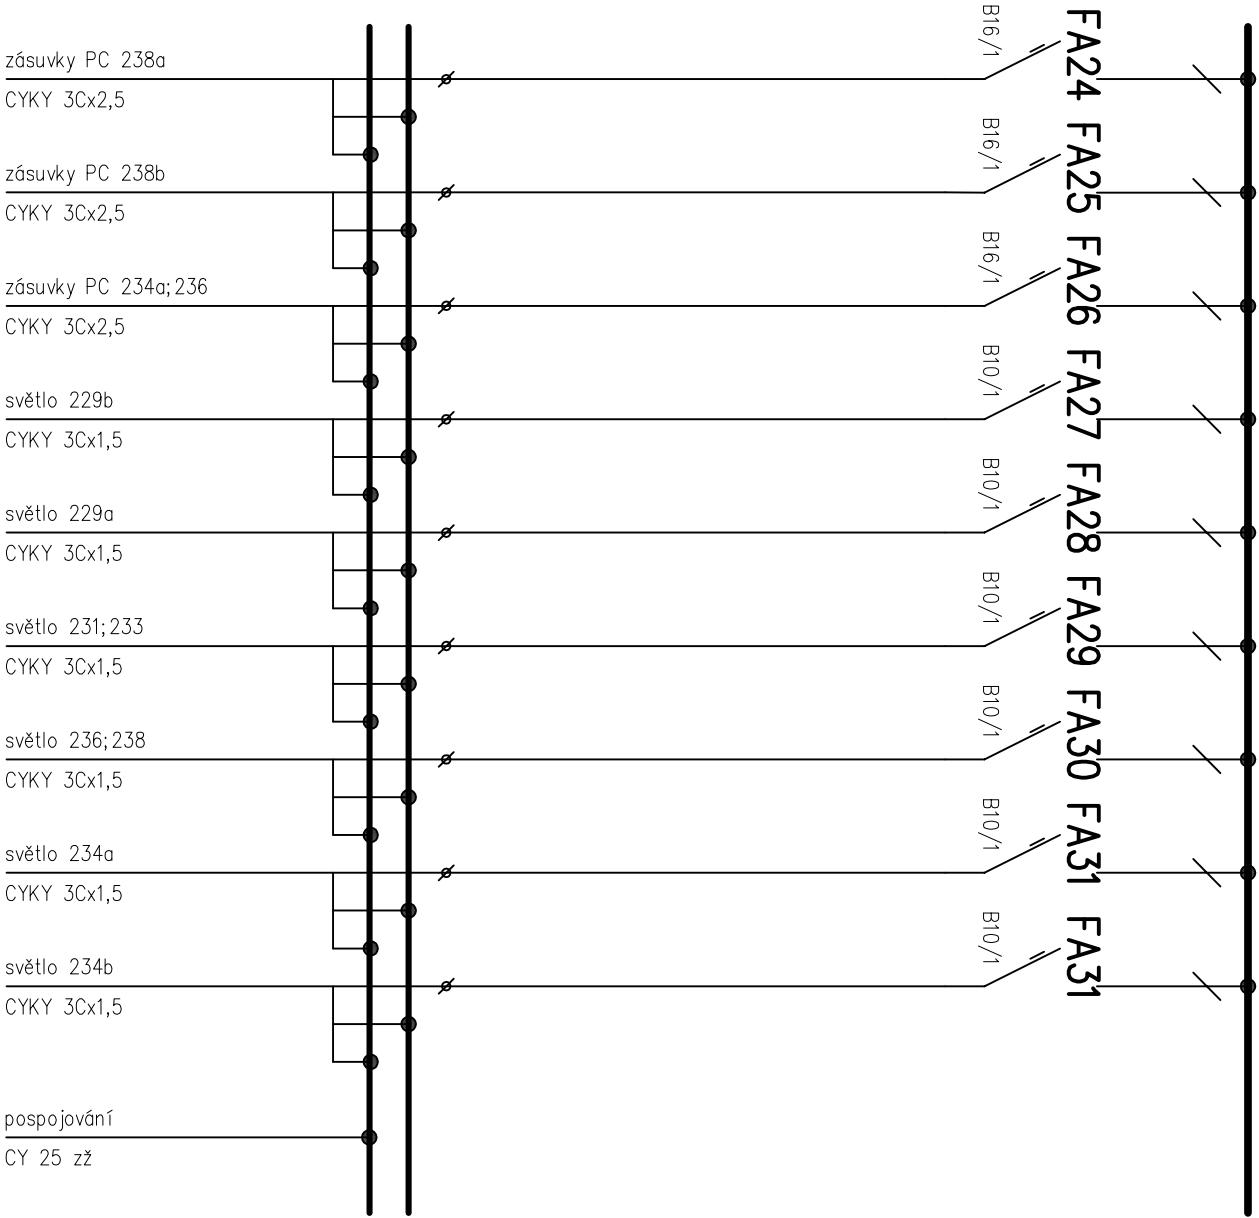 zásuvky PC 238a
CYKY 3Cx2,5
B16/1
FA24
zásuvky PC 238b
CYKY 3Cx2,5
B16/1
FA25
zásuvky PC 234a;236
CYKY 3Cx2,5
B16/1
FA26
světlo 229b
CYKY 3Cx1,5
B10/1
FA27
světlo 229a
CYKY 3Cx1,5
B10/1
FA28
světlo 231;233
CYKY 3Cx1,5
B10/1
FA29
světlo 236;238
CYKY 3Cx1,5
B10/1
FA30
světlo 234a
CYKY 3Cx1,5
B10/1
FA31
světlo 234b
CYKY 3Cx1,5
B10/1
FA31
pospojování
CY 25 zž